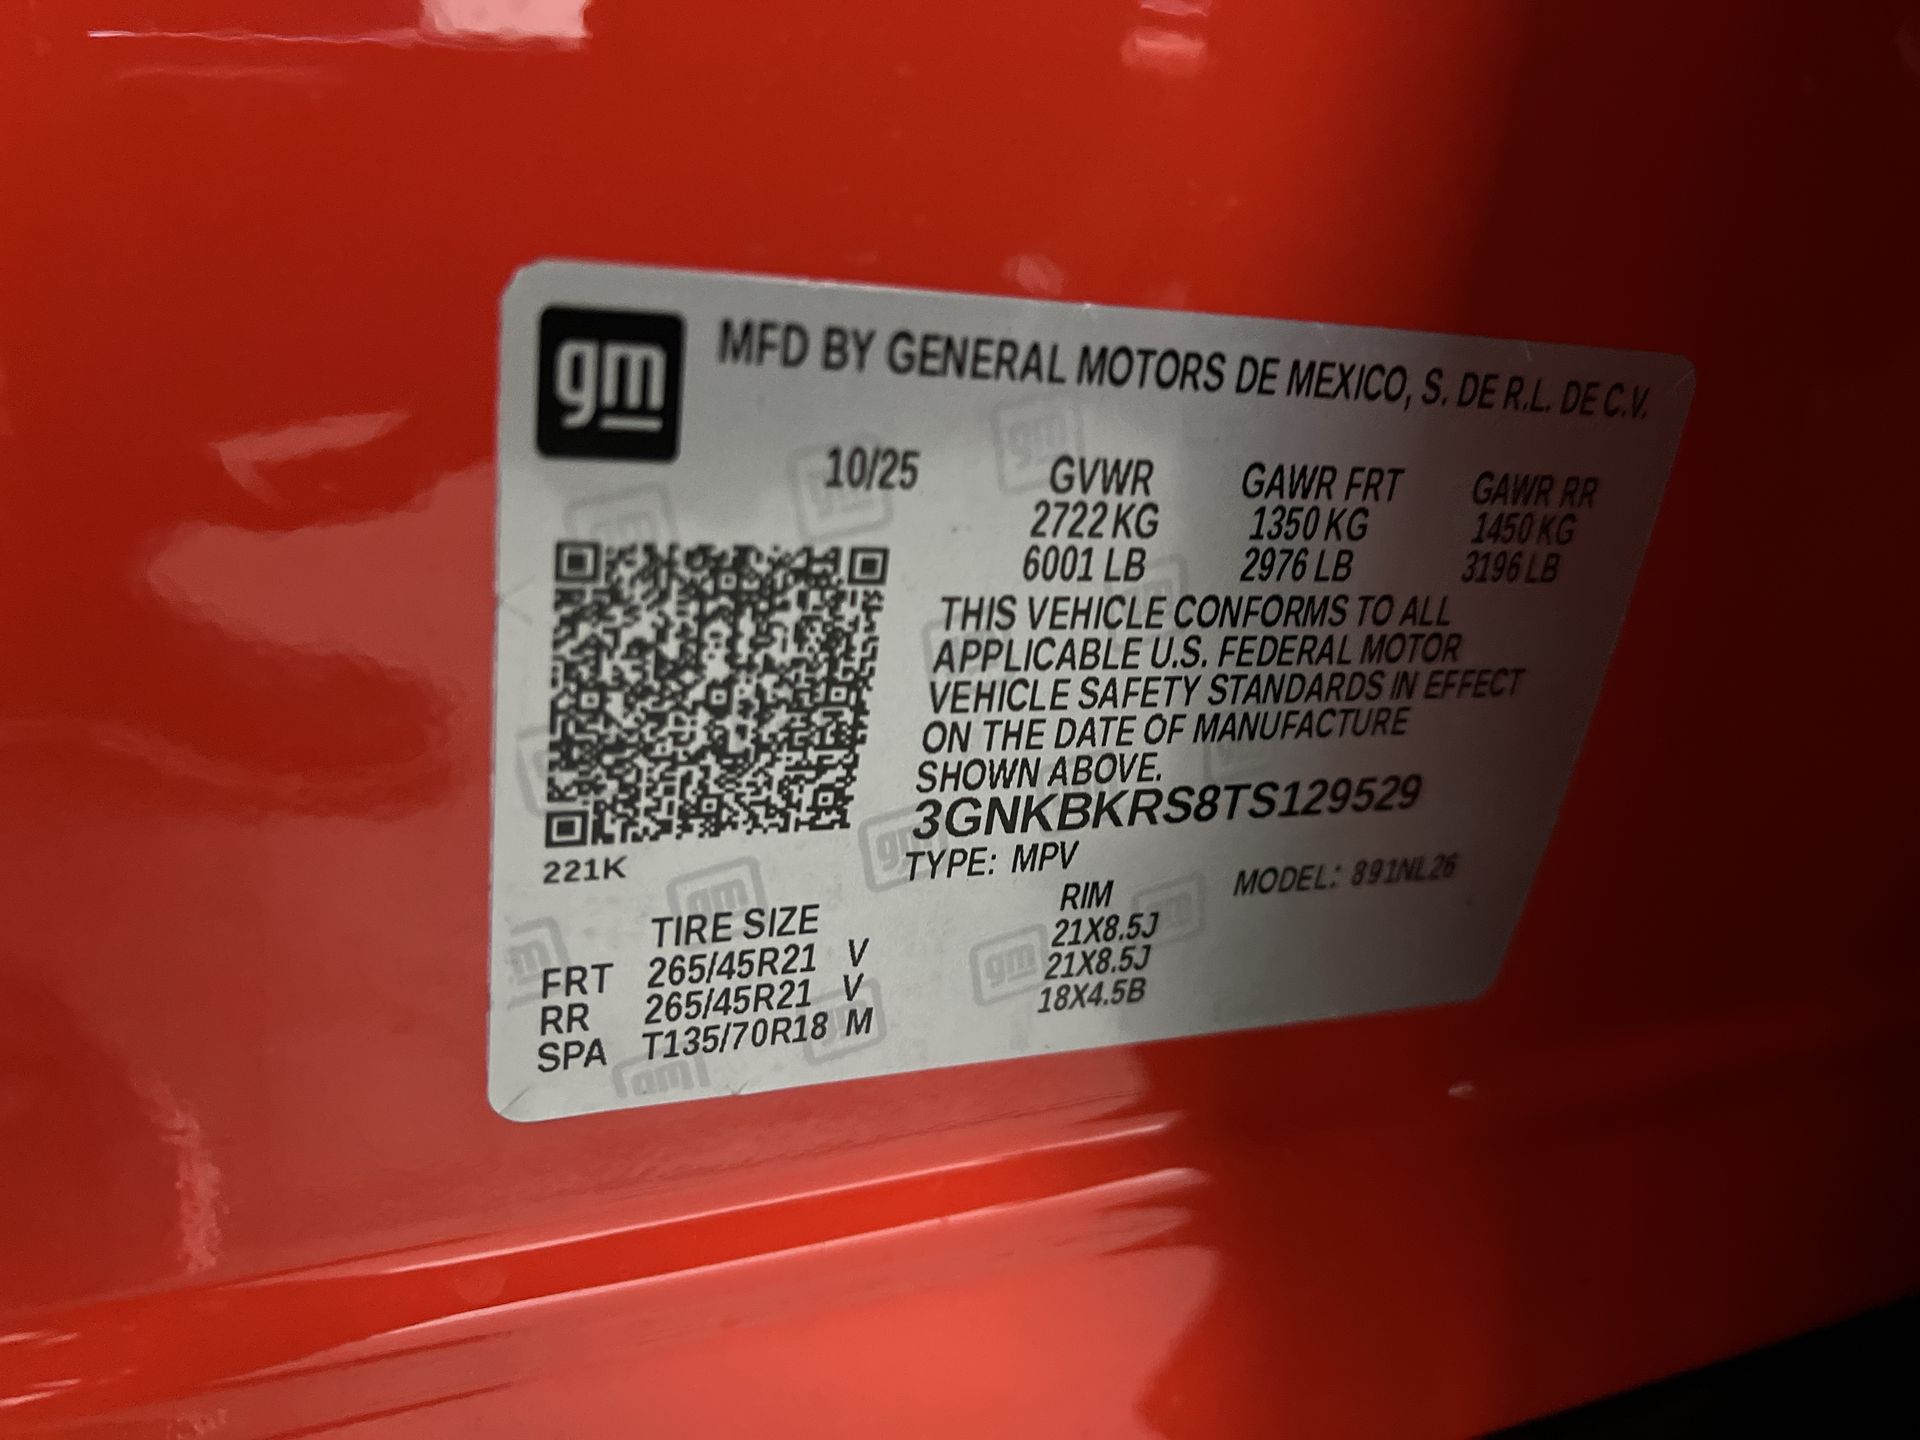 gm
MFD BY GENERAL MOTORS DE MEXICO, S. DE R.L. DE C.V.
10/25 GVWR GAWR FRT GAWR RR
2722 KG 1350 KG 1450 KG
6001 LB 2976 LB 3196 LB
THIS VEHICLE CONFORMS TO ALL
APPLICABLE U.S. FEDERAL MOTOR
VEHICLE SAFETY STANDARDS IN EFFECT
ON THE DATE OF MANUFACTURE
SHOWN ABOVE.
3GNKBKRS8TS129529
221K
TYPE: MPV MODEL: 891NL26
TIRE SIZE RIM
FRT 265/45R21 V 21X8.5J
RR 265/45R21 V 21X8.5J
SPA T135/70R18 M 18X4.5B